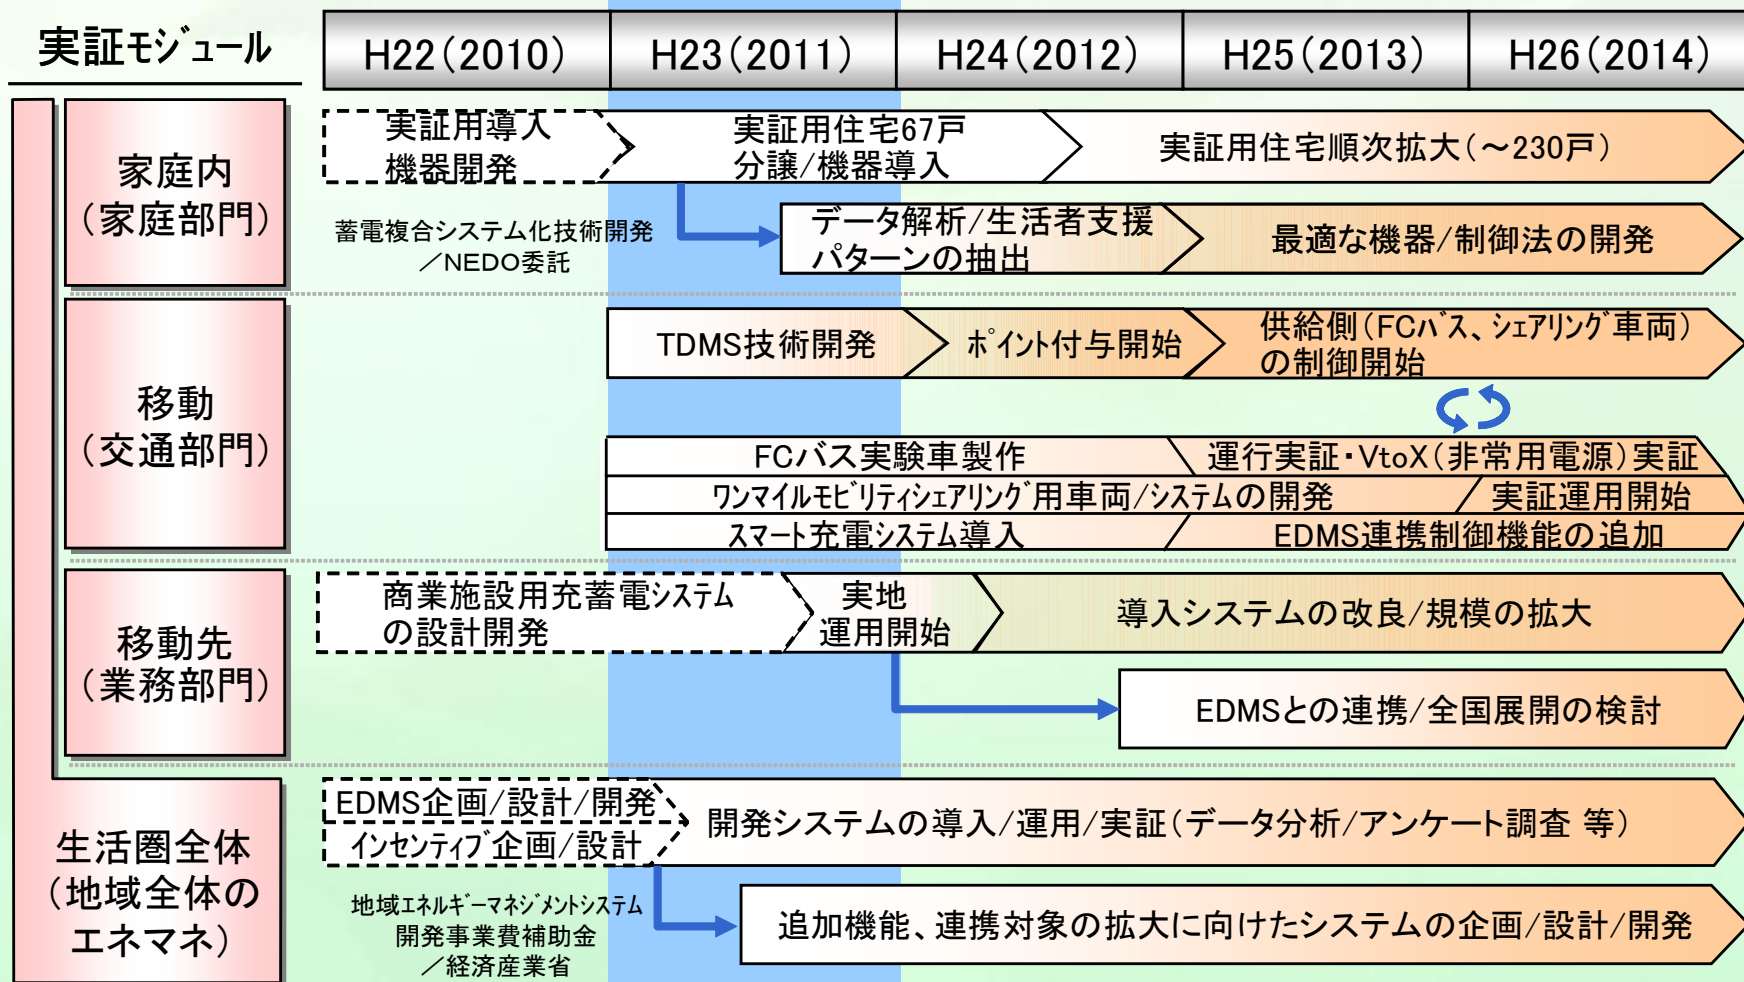 実証モジュール
H22(2010)
H23(2011)
H24(2012)
H25(2013)
H26(2014)
家庭内
(家庭部門)
実証用導入
機器開発
実証用住宅67戸
分譲/機器導入
実証用住宅順次拡大(～230戸)
蓄電複合システム化技術開発
／NEDO委託
データ解析/生活者支援
パターンの抽出
最適な機器/制御法の開発
移動
(交通部門)
TDMS技術開発
ﾎﾟｲﾝﾄ付与開始
供給側(FCﾊﾞｽ、ｼｪｱﾘﾝｸﾞ車両)
の制御開始
FCバス実験車製作
運行実証・VtoX(非常用電源)実証
ﾜﾝﾏｲﾙﾓﾋﾞﾘﾃｨｼｪｱﾘﾝｸﾞ用車両/システムの開発
実証運用開始
ｽﾏｰﾄ充電システム導入
EDMS連携制御機能の追加
移動先
(業務部門)
商業施設用充蓄電ｼｽﾃﾑ
の設計開発
実地
運用開始
導入システムの改良/規模の拡大
EDMSとの連携/全国展開の検討
生活圏全体
(地域全体の
エネマネ)
EDMS企画/設計/開発
ｲﾝｾﾝﾃｨﾌﾞ企画/設計
開発システムの導入/運用/実証(データ分析/アンケート調査 等)
地域ｴﾈﾙｷﾞｰﾏﾈｼﾞﾒﾝﾄｼｽﾃﾑ
開発事業費補助金
／経済産業省
追加機能、連携対象の拡大に向けたシステムの企画/設計/開発